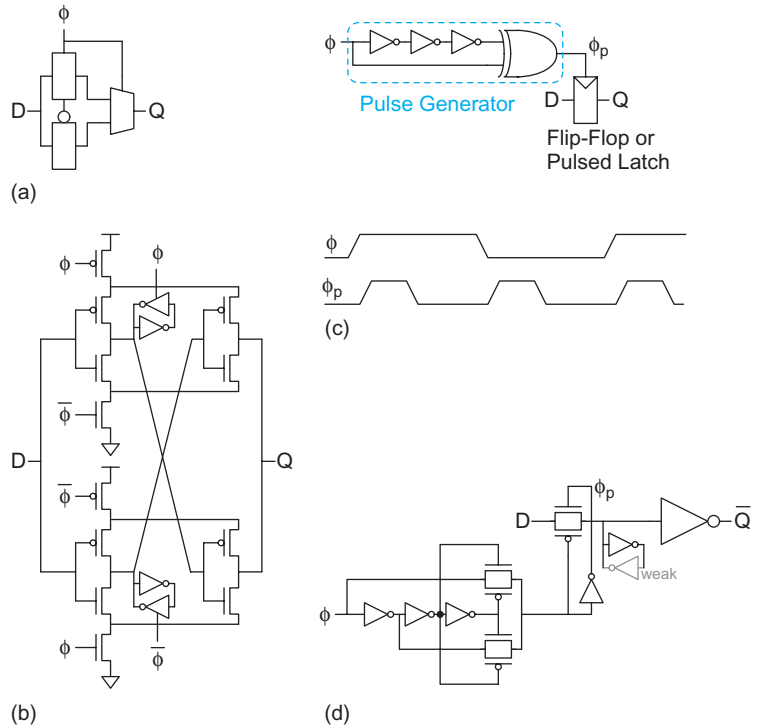 ϕ
D
Q
(a)
ϕ
ϕp
Pulse Generator
D
Q
Flip-Flop or
Pulsed Latch
ϕ
ϕ
ϕ̅
D
Q
ϕ̅
ϕ
ϕ̅
(b)
ϕ
ϕp
(c)
ϕp
D
Q̅
weak
ϕ
(d)